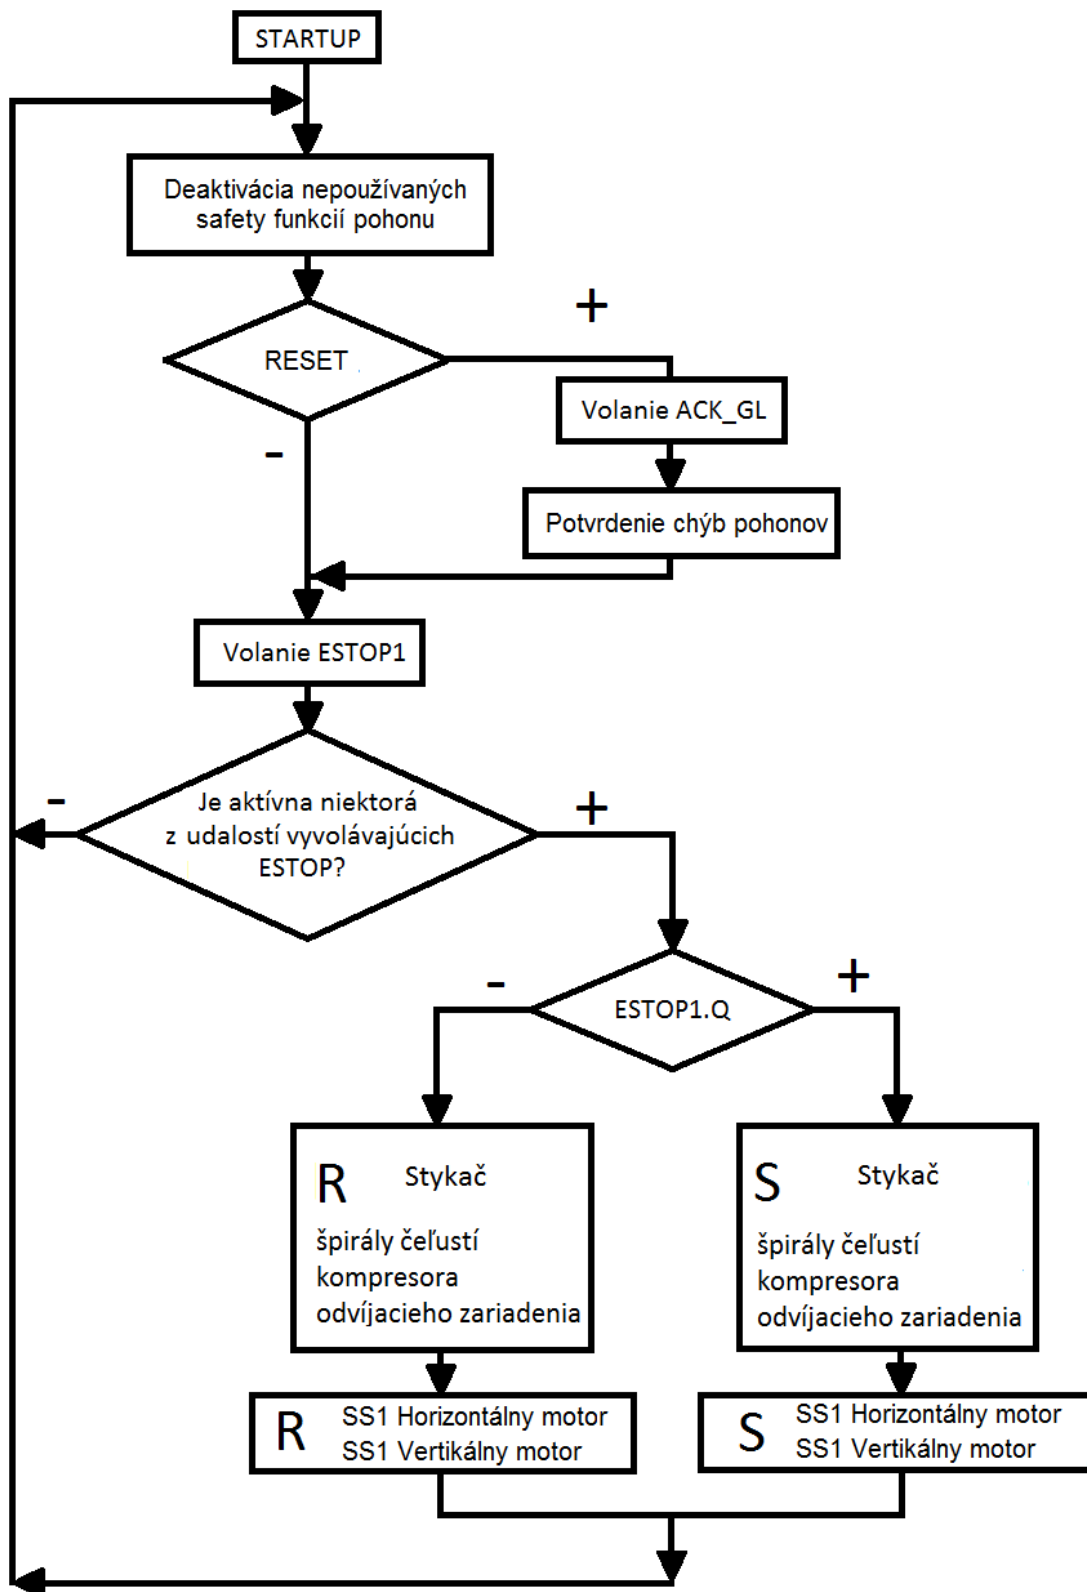 STARTUP
Deaktivácia nepoužívaných
safety funkcií pohonu
RESET
+
-
Volanie ACK_GL
Potvrdenie chýb pohonov
Volanie ESTOP1
Je aktívna niektorá
z udalostí vyvolávajúcich
ESTOP?
-
+
ESTOP1.Q
-
+
R Stykač
špirály čeľustí
kompresora
odvíjacieho zariadenia
S Stykač
špirály čeľustí
kompresora
odvíjacieho zariadenia
R SS1 Horizontálny motor
SS1 Vertikálny motor
S SS1 Horizontálny motor
SS1 Vertikálny motor